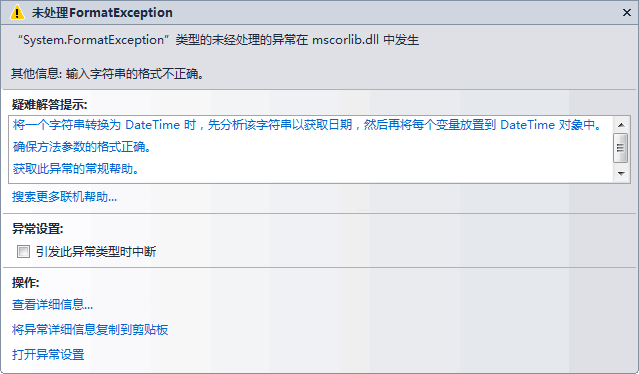 未处理FormatException
“System.FormatException”类型的未经处理的异常在 mscorlib.dll 中发生
其他信息: 输入字符串的格式不正确。
疑难解答提示:
将一个字符串转换为 DateTime 时，先分析该字符串以获取日期，然后再将每个变量放置到 DateTime 对象中。
确保方法参数的格式正确。
获取此异常的常规帮助。
搜索更多联机帮助...
异常设置:
引发此异常类型时中断
操作:
查看详细信息...
将异常详细信息复制到剪贴板
打开异常设置